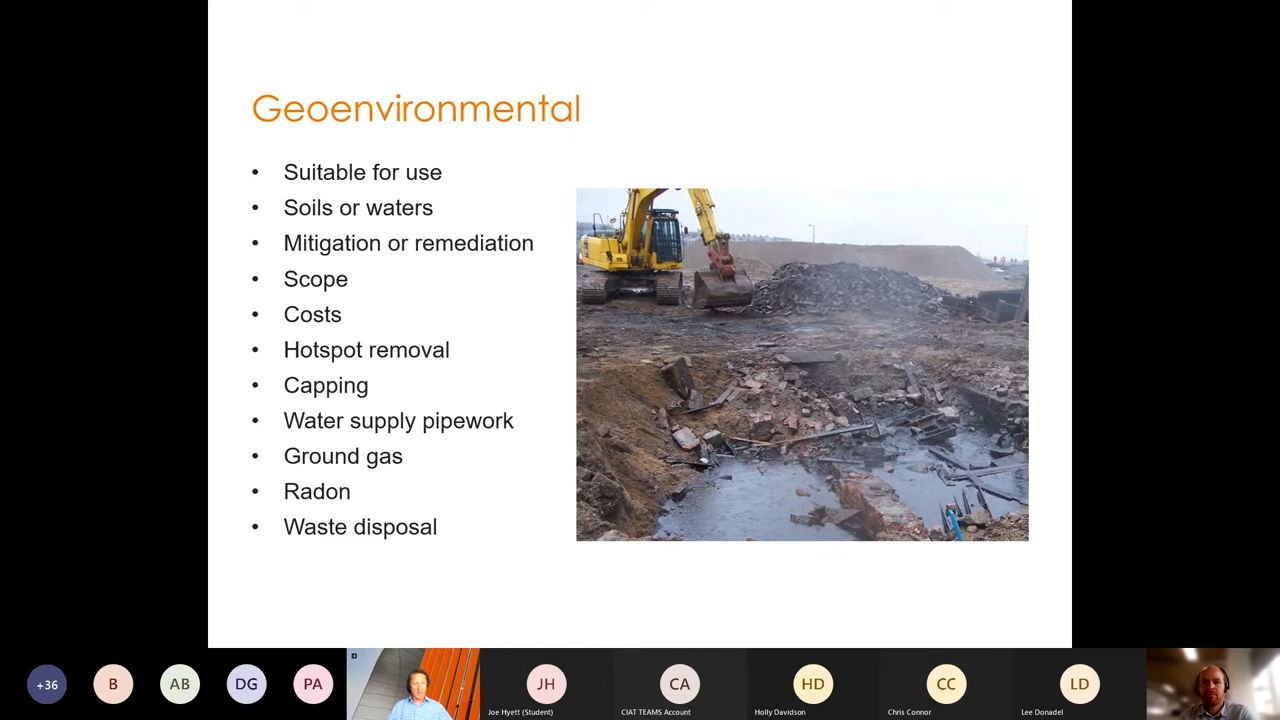 Geoenvironmental
• Suitable for use
• Soils or waters
• Mitigation or remediation
• Scope
• Costs
• Hotspot removal
• Capping
• Water supply pipework
• Ground gas
• Radon
• Waste disposal
+36
B
AB
DG
PA
JH
CA
HD
CC
LD
Joe Hyett (Student)
CIAT TEAMS Account
Holly Davidson
Chris Connor
Lee Donadel